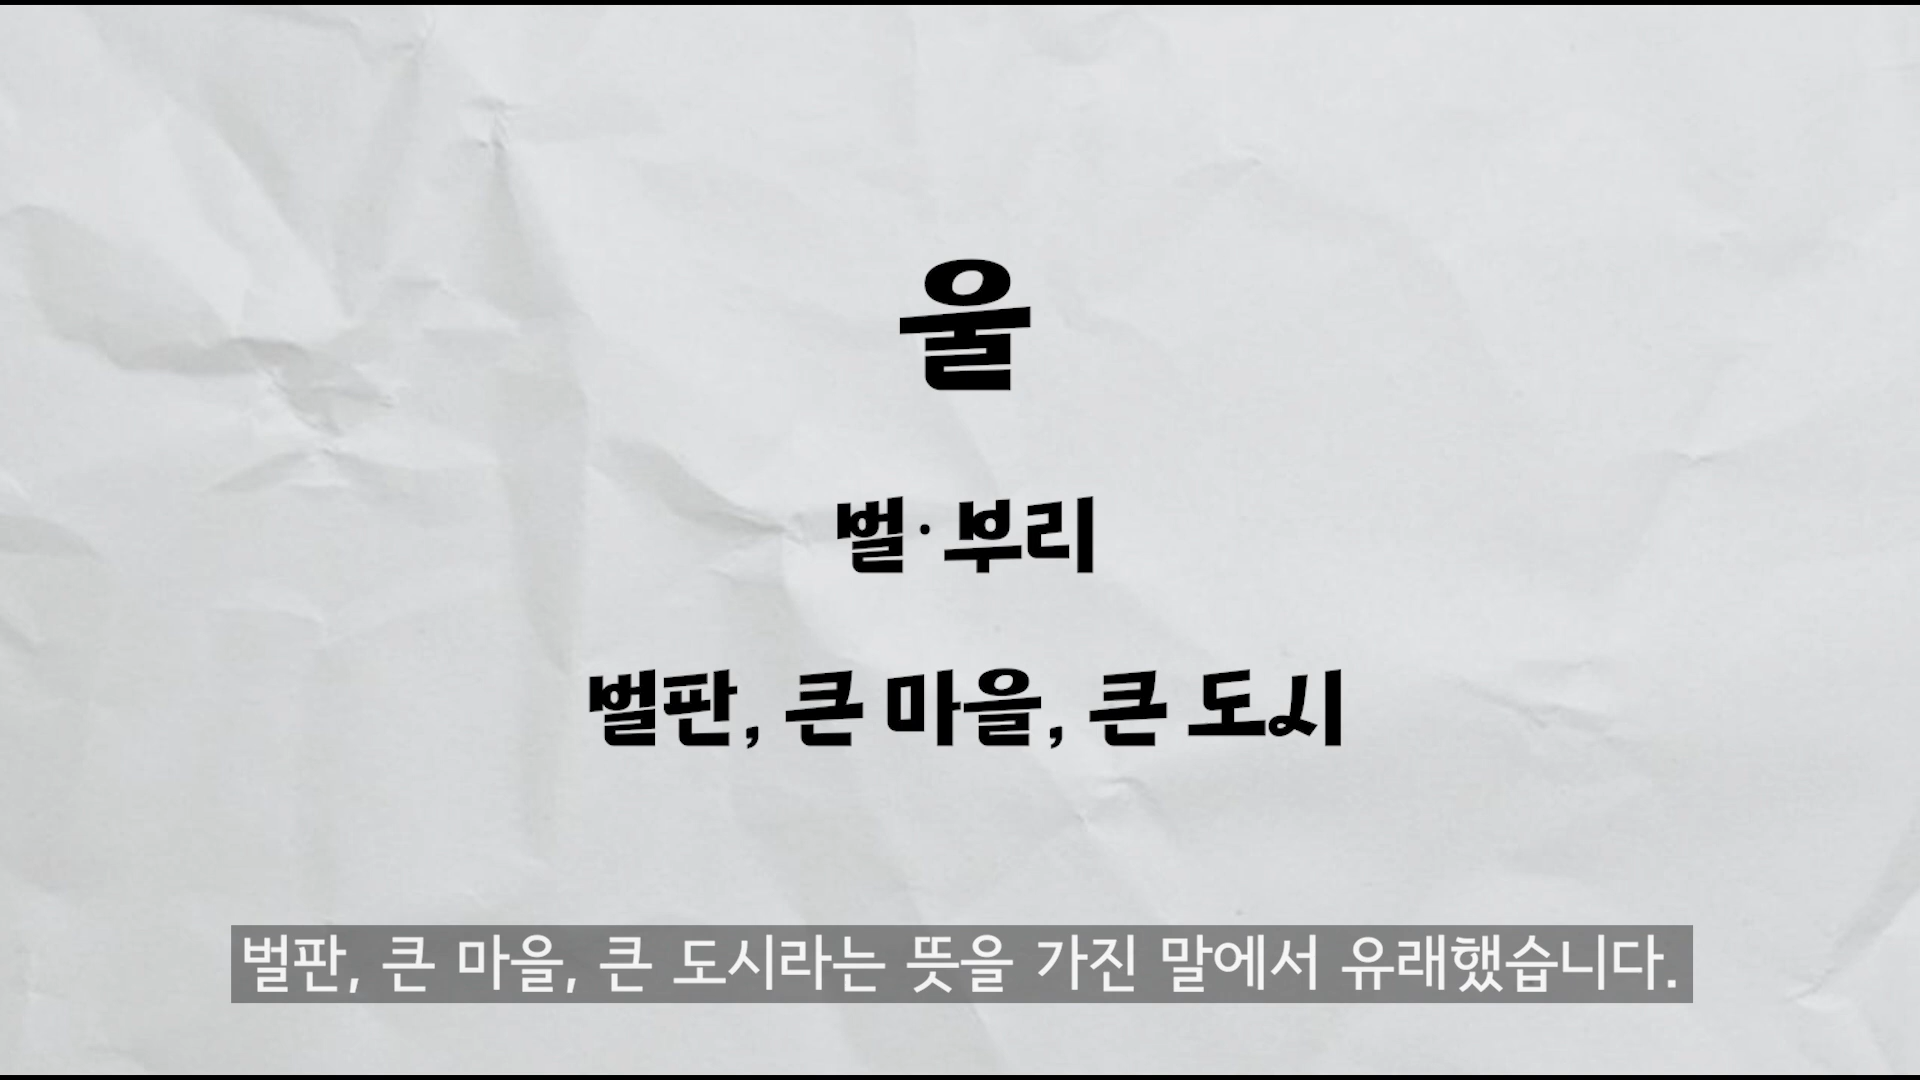 울
벌·부리
벌판, 큰 마을, 큰 도시
벌판, 큰 마을, 큰 도시라는 뜻을 가진 말에서 유래했습니다.